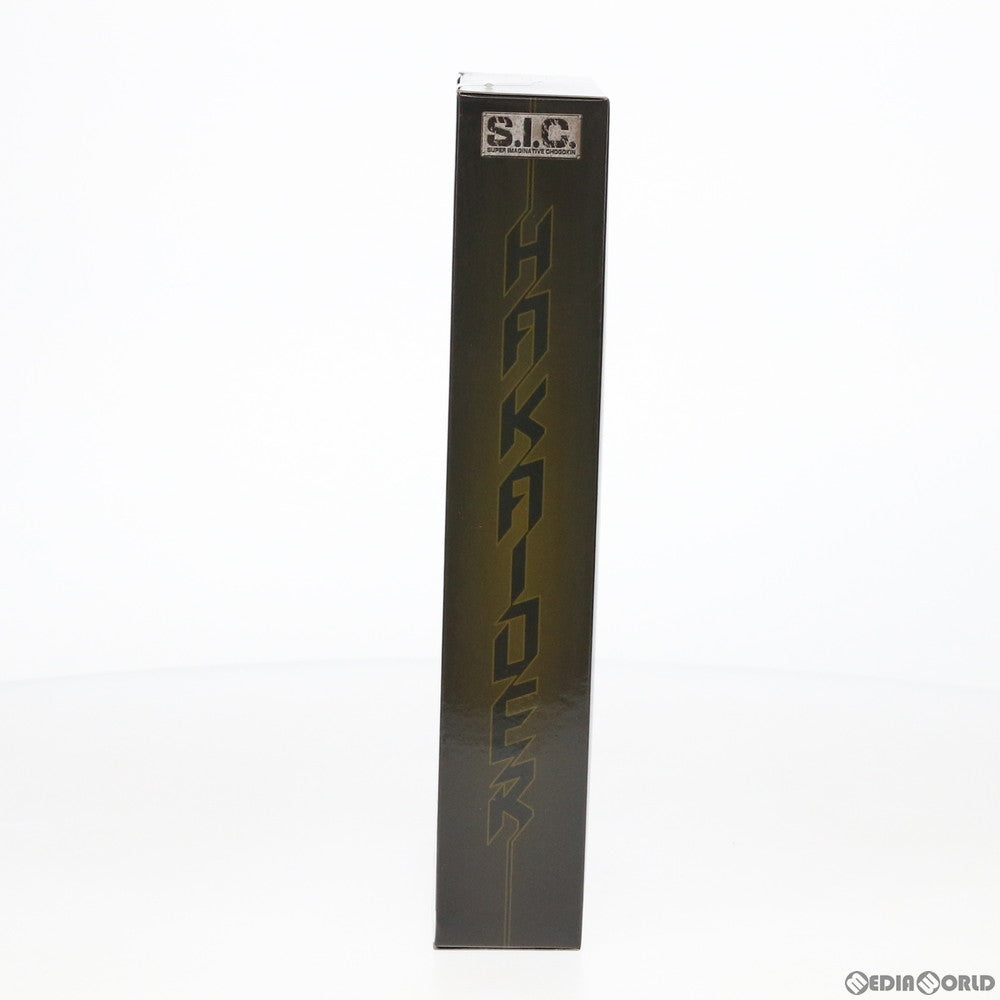 S.I.C.
SUPER IMAGINATIVE CHOGOKIN
HAKAIDER
MEDIAWORLD